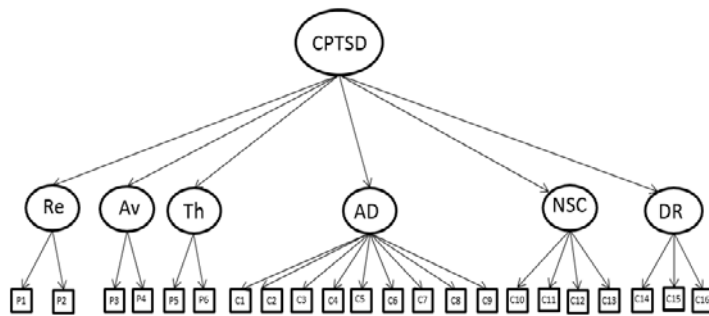 CPTSD
Re Av Th AD NSC DR
P1 P2 P3 P4 P5 P6 C1 C2 C3 C4 C5 C6 C7 C8 C9 C10 C11 C12 C13 C14 C15 C16